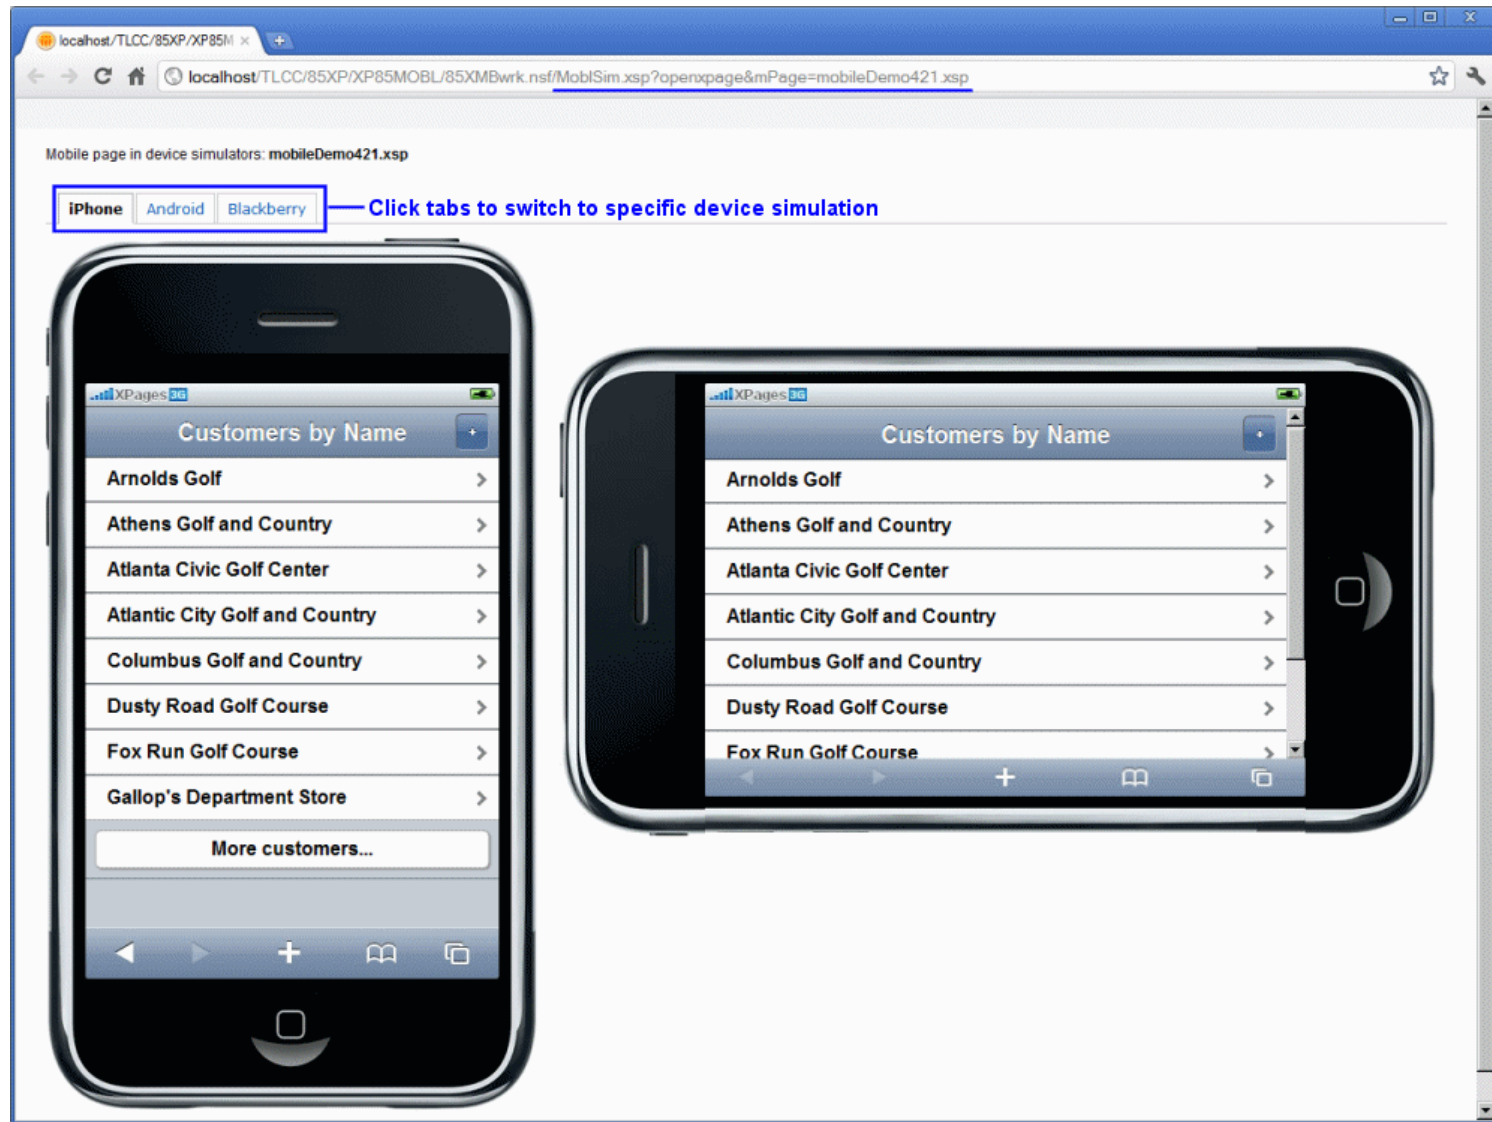 localhost/TLCC/85XP/XP85M
localhost/TLCC/85XP/XP85MOBL/85XMBwrk.nsf/MoblSim.xsp?openxpage&mPage=mobileDemo421.xsp
Mobile page in device simulators: mobileDemo421.xsp
iPhone Android Blackberry Click tabs to switch to specific device simulation
XPages 3G
Customers by Name +
Arnolds Golf
Athens Golf and Country
Atlanta Civic Golf Center
Atlantic City Golf and Country
Columbus Golf and Country
Dusty Road Golf Course
Fox Run Golf Course
Gallop's Department Store
More customers...
XPages 3G
Customers by Name +
Arnolds Golf
Athens Golf and Country
Atlanta Civic Golf Center
Atlantic City Golf and Country
Columbus Golf and Country
Dusty Road Golf Course
Fox Run Golf Course